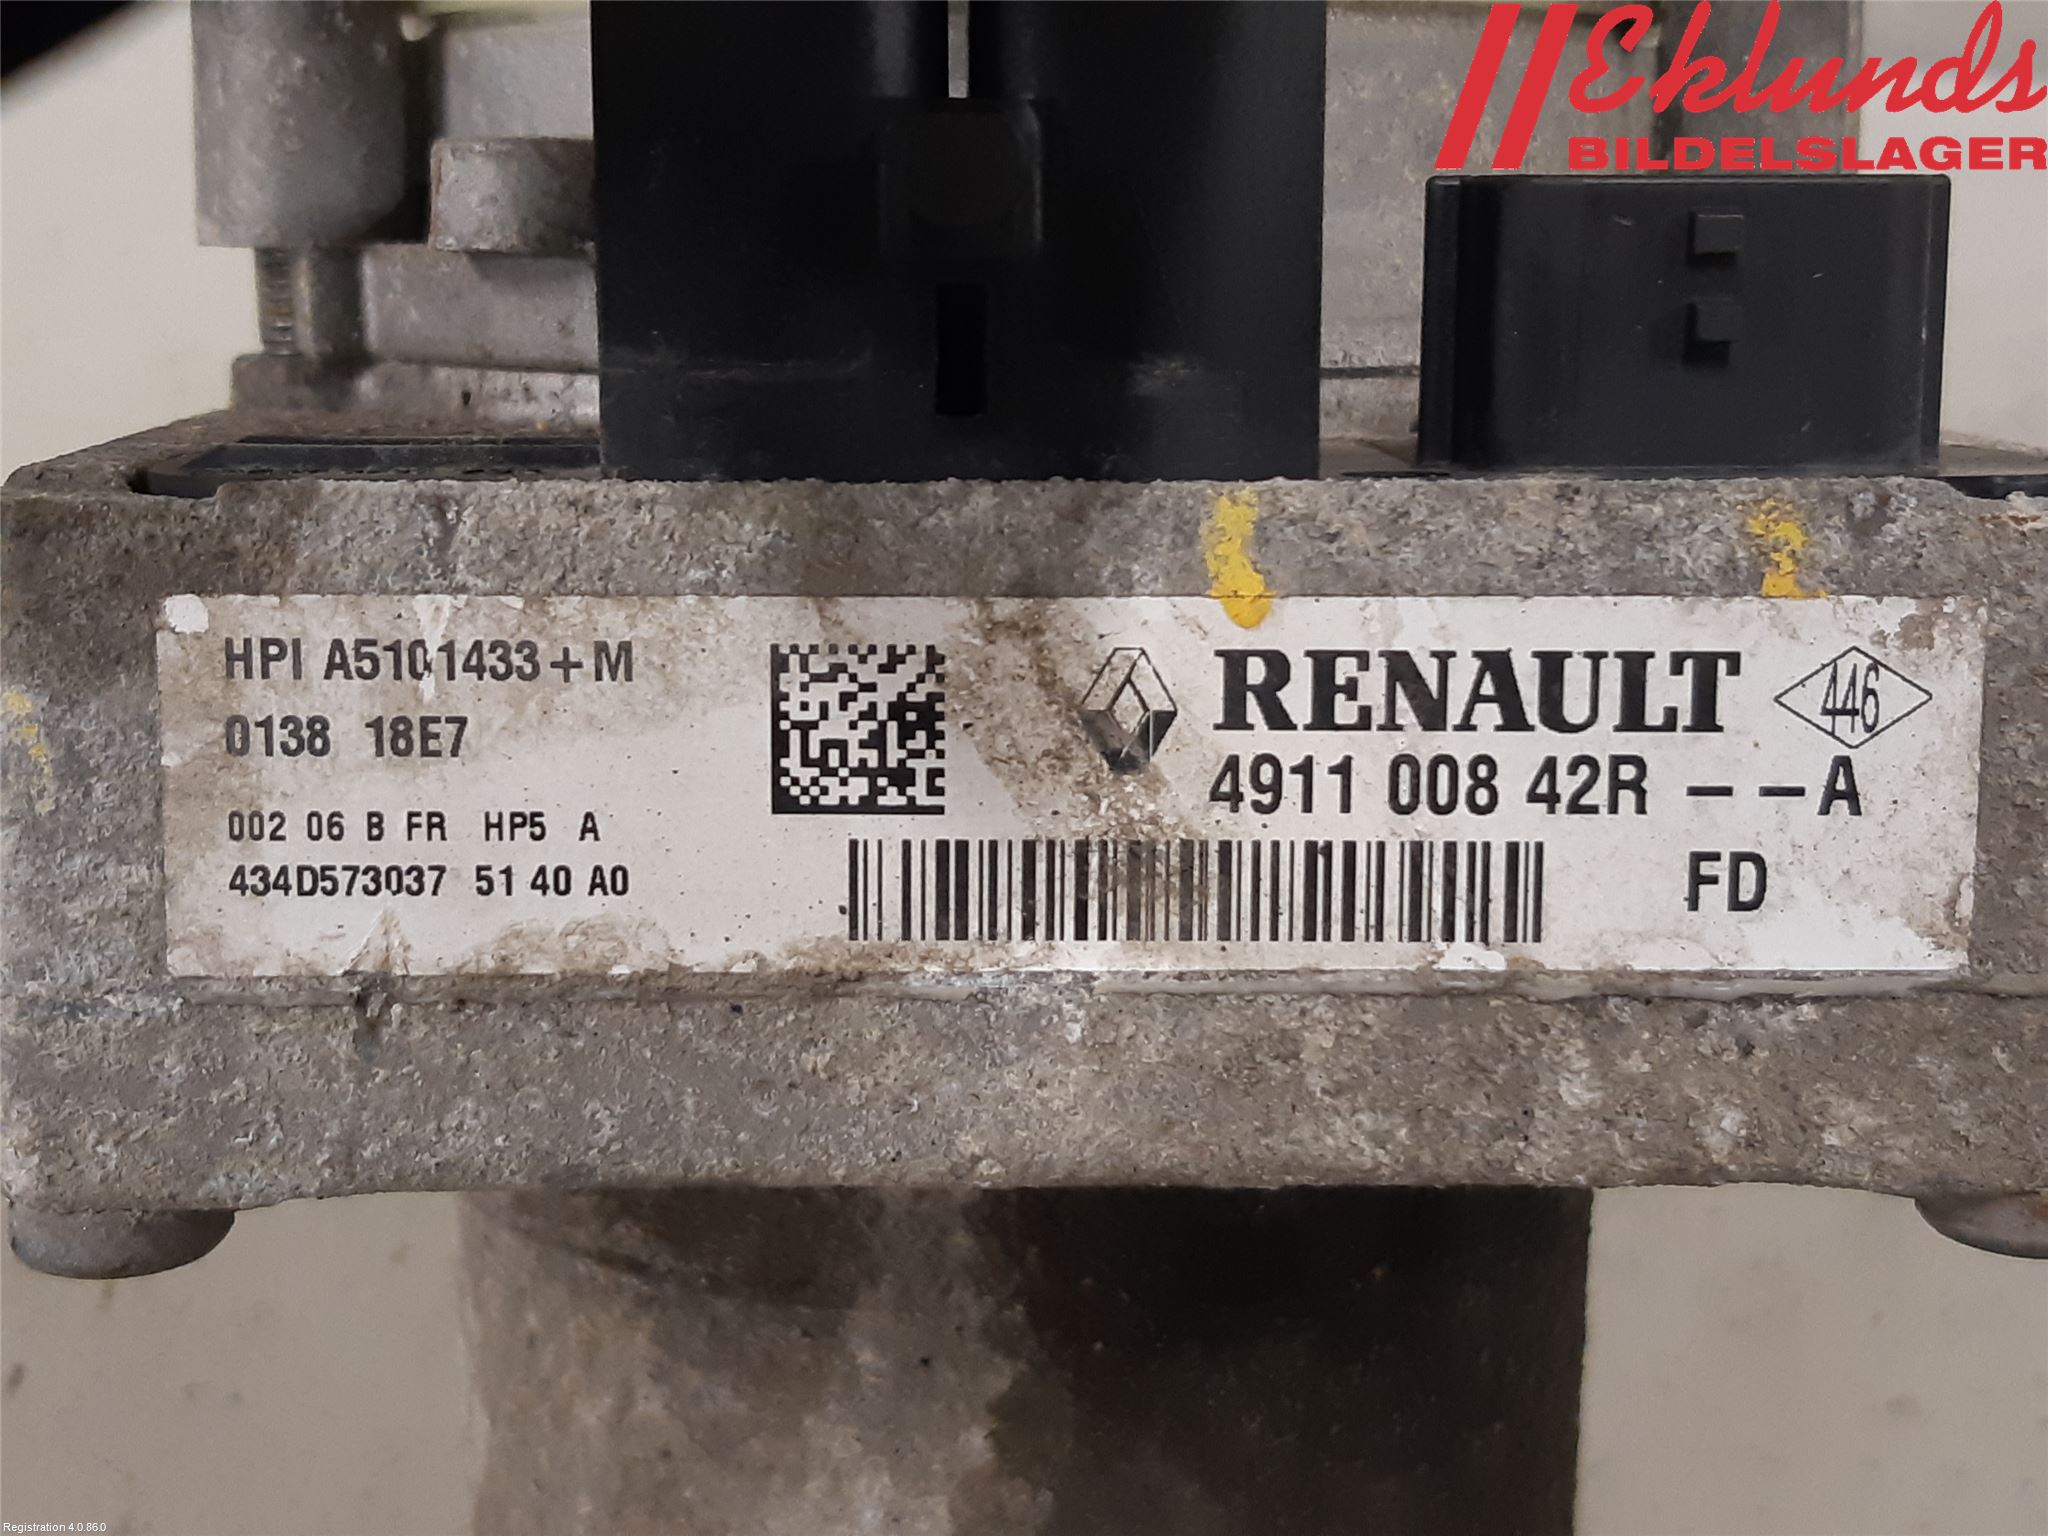 Eklunds
BILDELSLAGER
HPI A5101433+M
0138 18E7
002 06 B FR HP5 A
434D573037 51 40 A0
RENAULT
446
4911 008 42R --A
FD
Registration 4.0.86.0